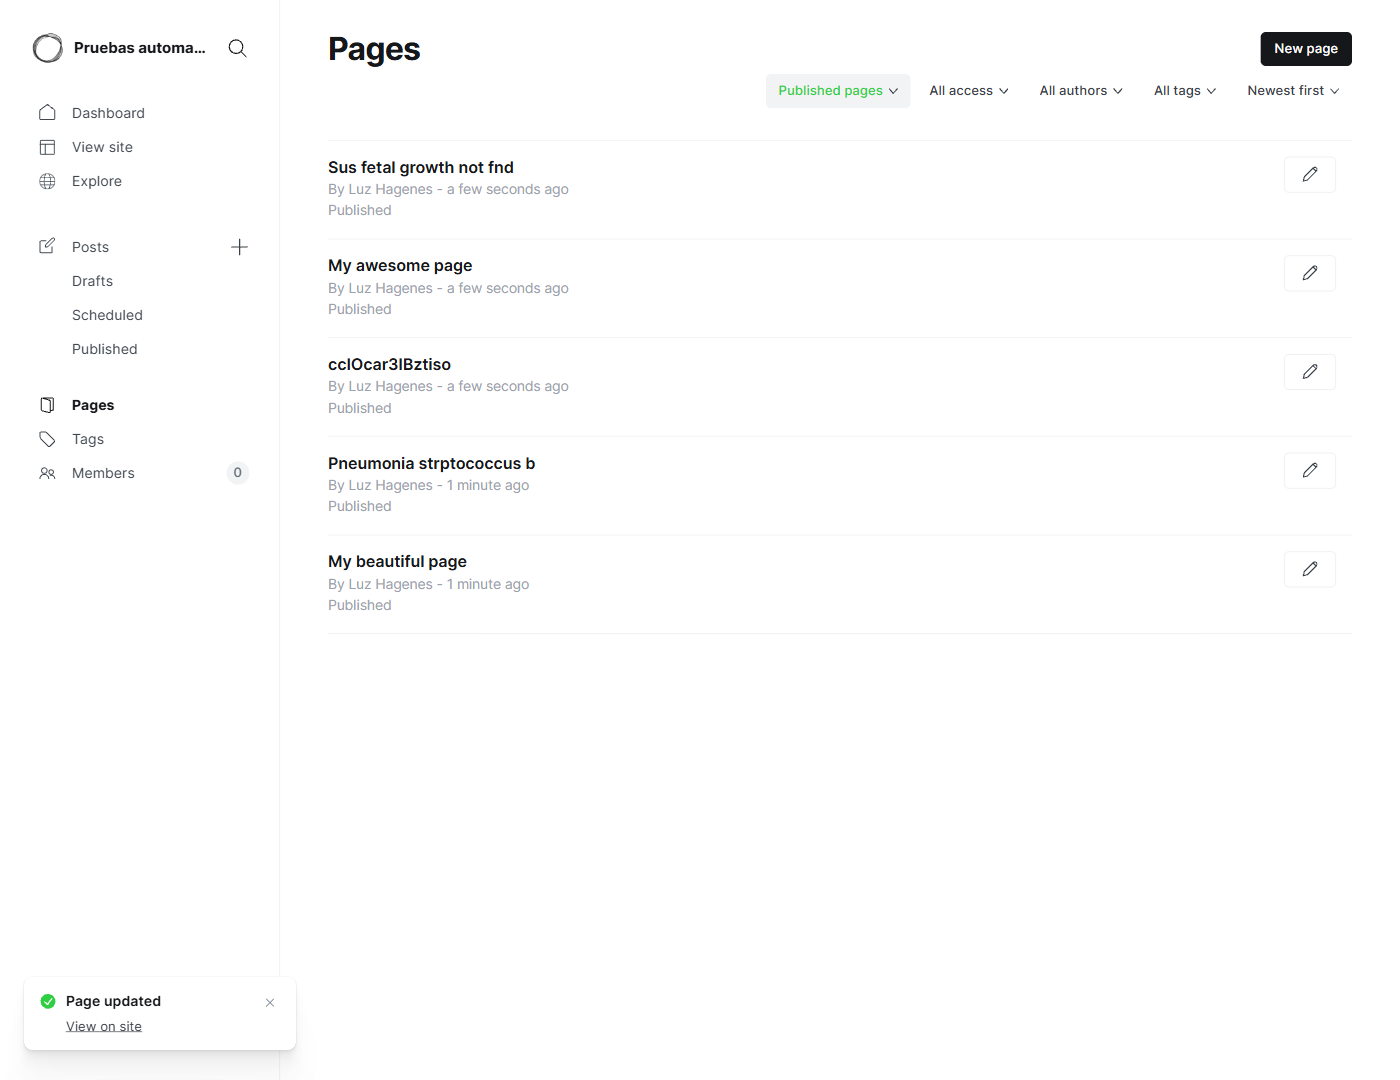 Pruebas automa...
Dashboard
View site
Explore
Posts
Drafts
Scheduled
Published
Pages
Tags
Members
0
Pages
New page
Published pages
All access
All authors
All tags
Newest first
Sus fetal growth not fnd
By Luz Hagenes - a few seconds ago
Published
My awesome page
By Luz Hagenes - a few seconds ago
Published
By Luz Hagenes - a few seconds ago
Published
Pneumonia strptococcus b
By Luz Hagenes - 1 minute ago
Published
My beautiful page
By Luz Hagenes - 1 minute ago
Published
Page updated
View on site